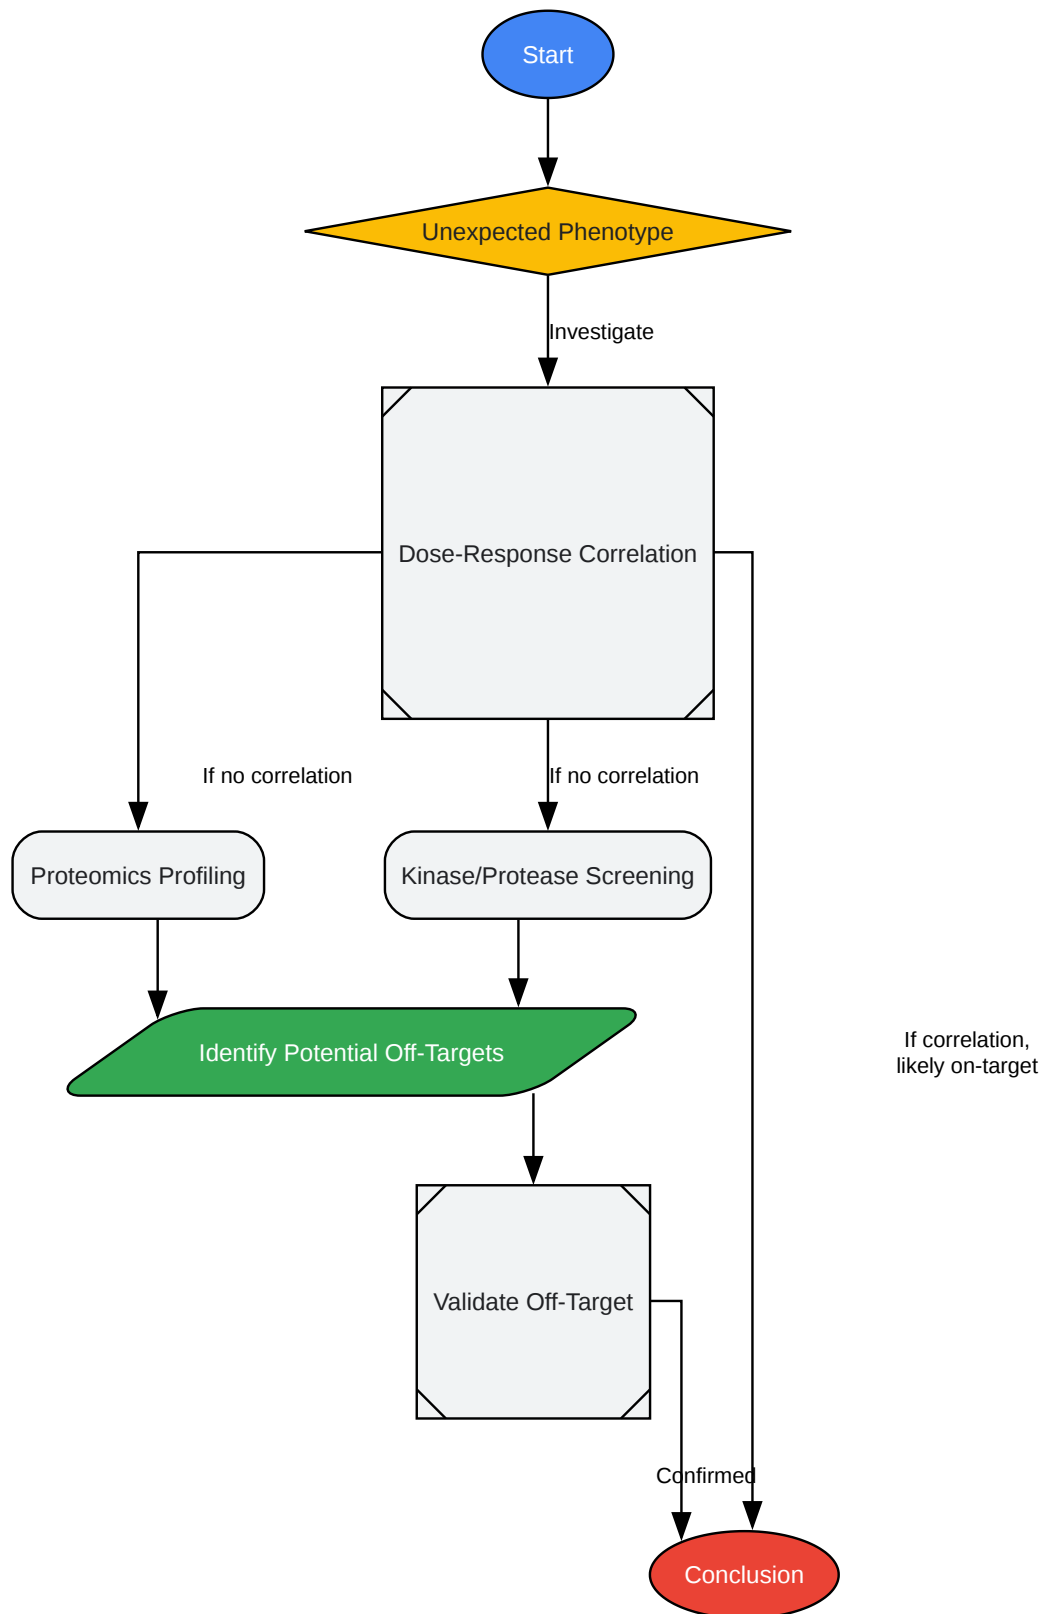 Start
Unexpected Phenotype
Investigate
Dose-Response Correlation
If no correlation
If no correlation
Proteomics Profiling
Kinase/Protease Screening
Identify Potential Off-Targets
If correlation,
likely on-target
Validate Off-Target
Confirmed
Conclusion